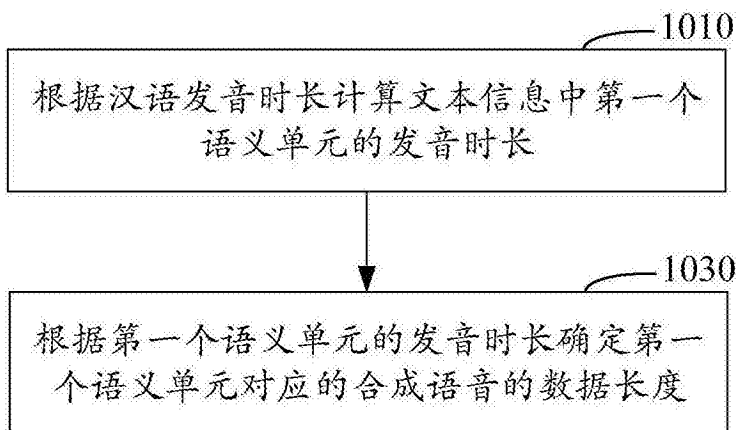 1010
根据汉语发音时长计算文本信息中第一个
语义单元的发音时长
1030
根据第一个语义单元的发音时长确定第一
个语义单元对应的合成语音的数据长度